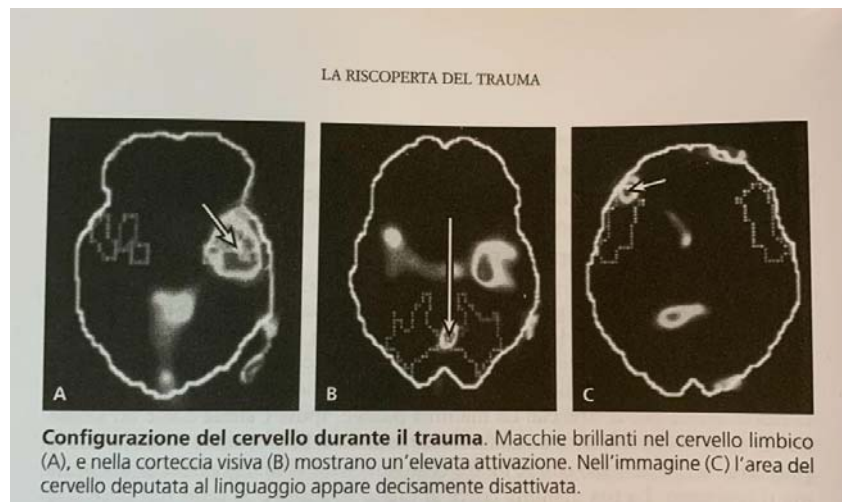 LA RISCOPERTA DEL TRAUMA
A
B
C
Configurazione del cervello durante il trauma. Macchie brillanti nel cervello limbico
(A), e nella corteccia visiva (B) mostrano un'elevata attivazione. Nell'immagine (C) l'area del
cervello deputata al linguaggio appare decisamente disattivata.